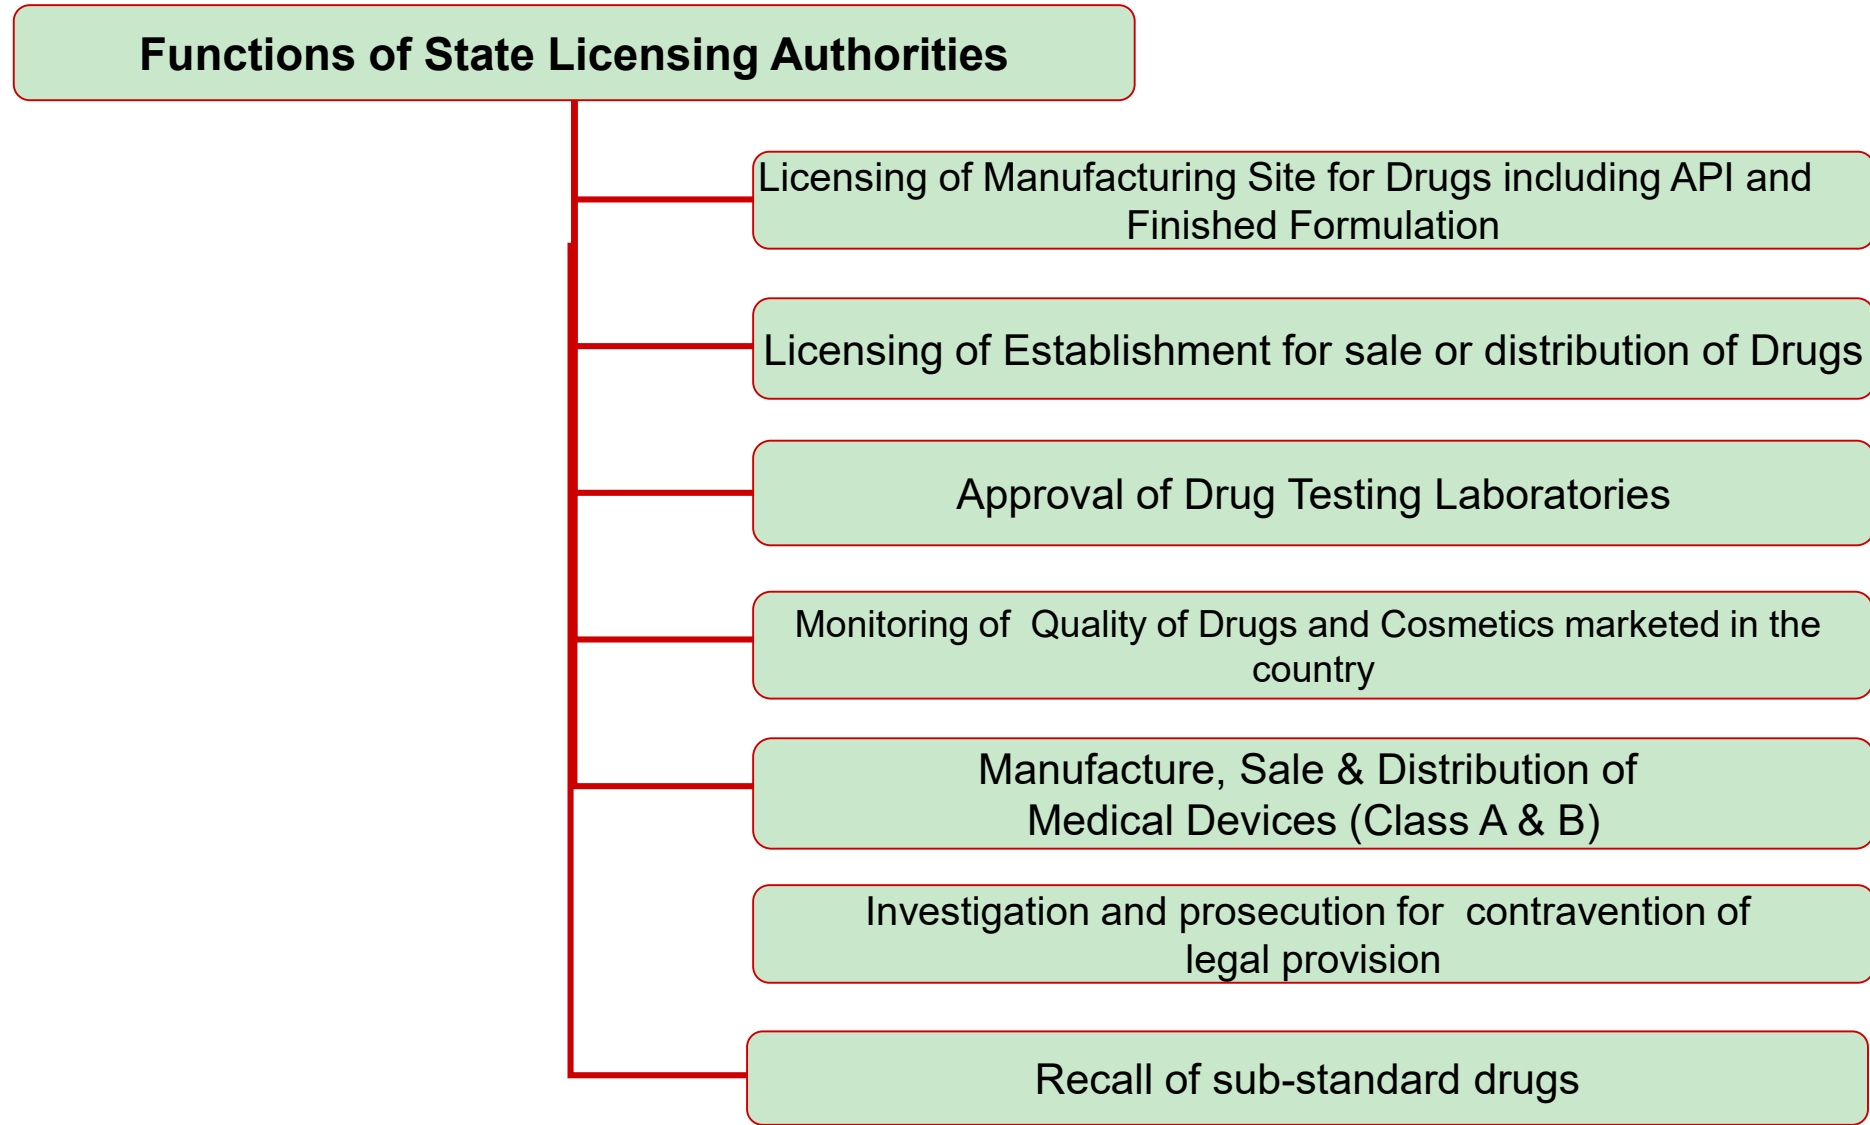 Functions of State Licensing Authorities
Licensing of Manufacturing Site for Drugs including API and
Finished Formulation
Licensing of Establishment for sale or distribution of Drugs
Approval of Drug Testing Laboratories
Monitoring of  Quality of Drugs and Cosmetics marketed in the
country
Manufacture, Sale & Distribution of
Medical Devices (Class A & B)
Investigation and prosecution for  contravention of
legal provision
Recall of sub-standard drugs